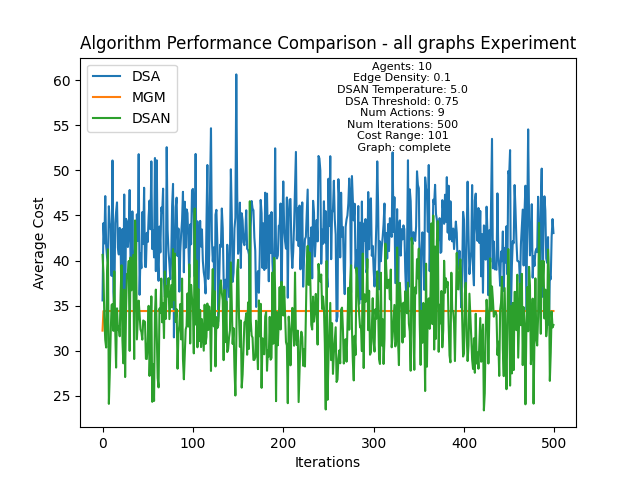 Algorithm Performance Comparison - all graphs Experiment
DSA
MGM
DSAN
Agents: 10
Edge Density: 0.1
DSAN Temperature: 5.0
DSA Threshold: 0.75
Num Actions: 9
Num Iterations: 500
Cost Range: 101
Graph: complete
Average Cost
60
55
50
45
40
35
30
25
0
100
200
300
400
500
Iterations